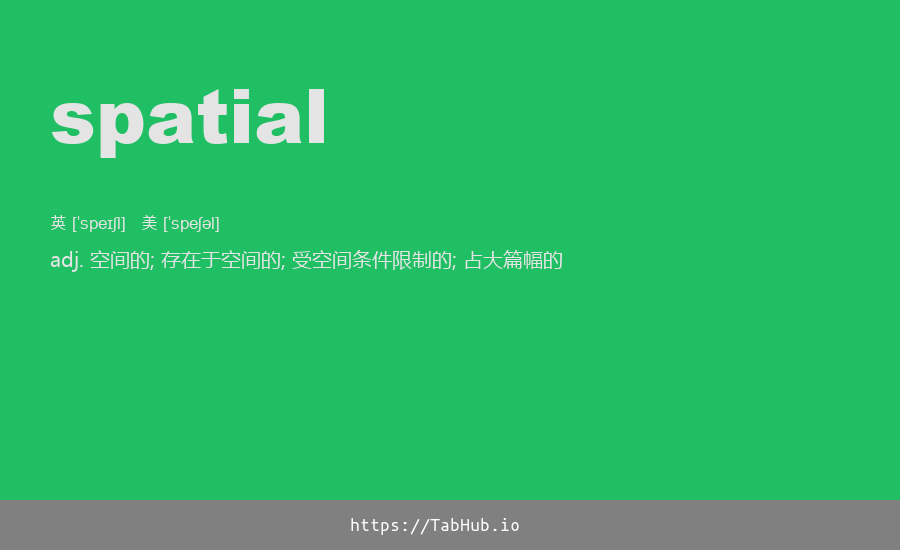 spatial
英 [ˈspeɪʃl] 美 [ˈspeʃəl]
adj. 空间的; 存在于空间的; 受空间条件限制的; 占大篇幅的
https://TabHub.io